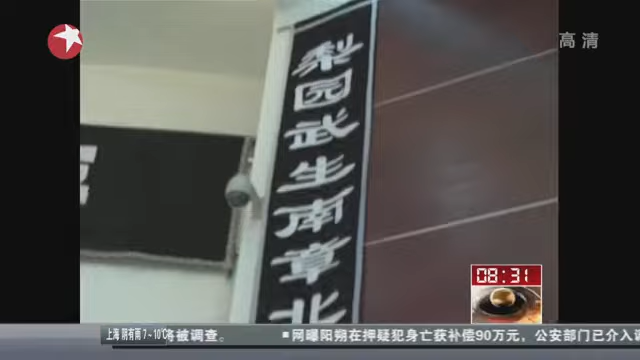 高清
梨园武生南章北
08:31
上海 阴有雨 7~10℃
将被调查。 ■网曝阳朔在押疑犯身亡获补偿90万元，公安部门已介入